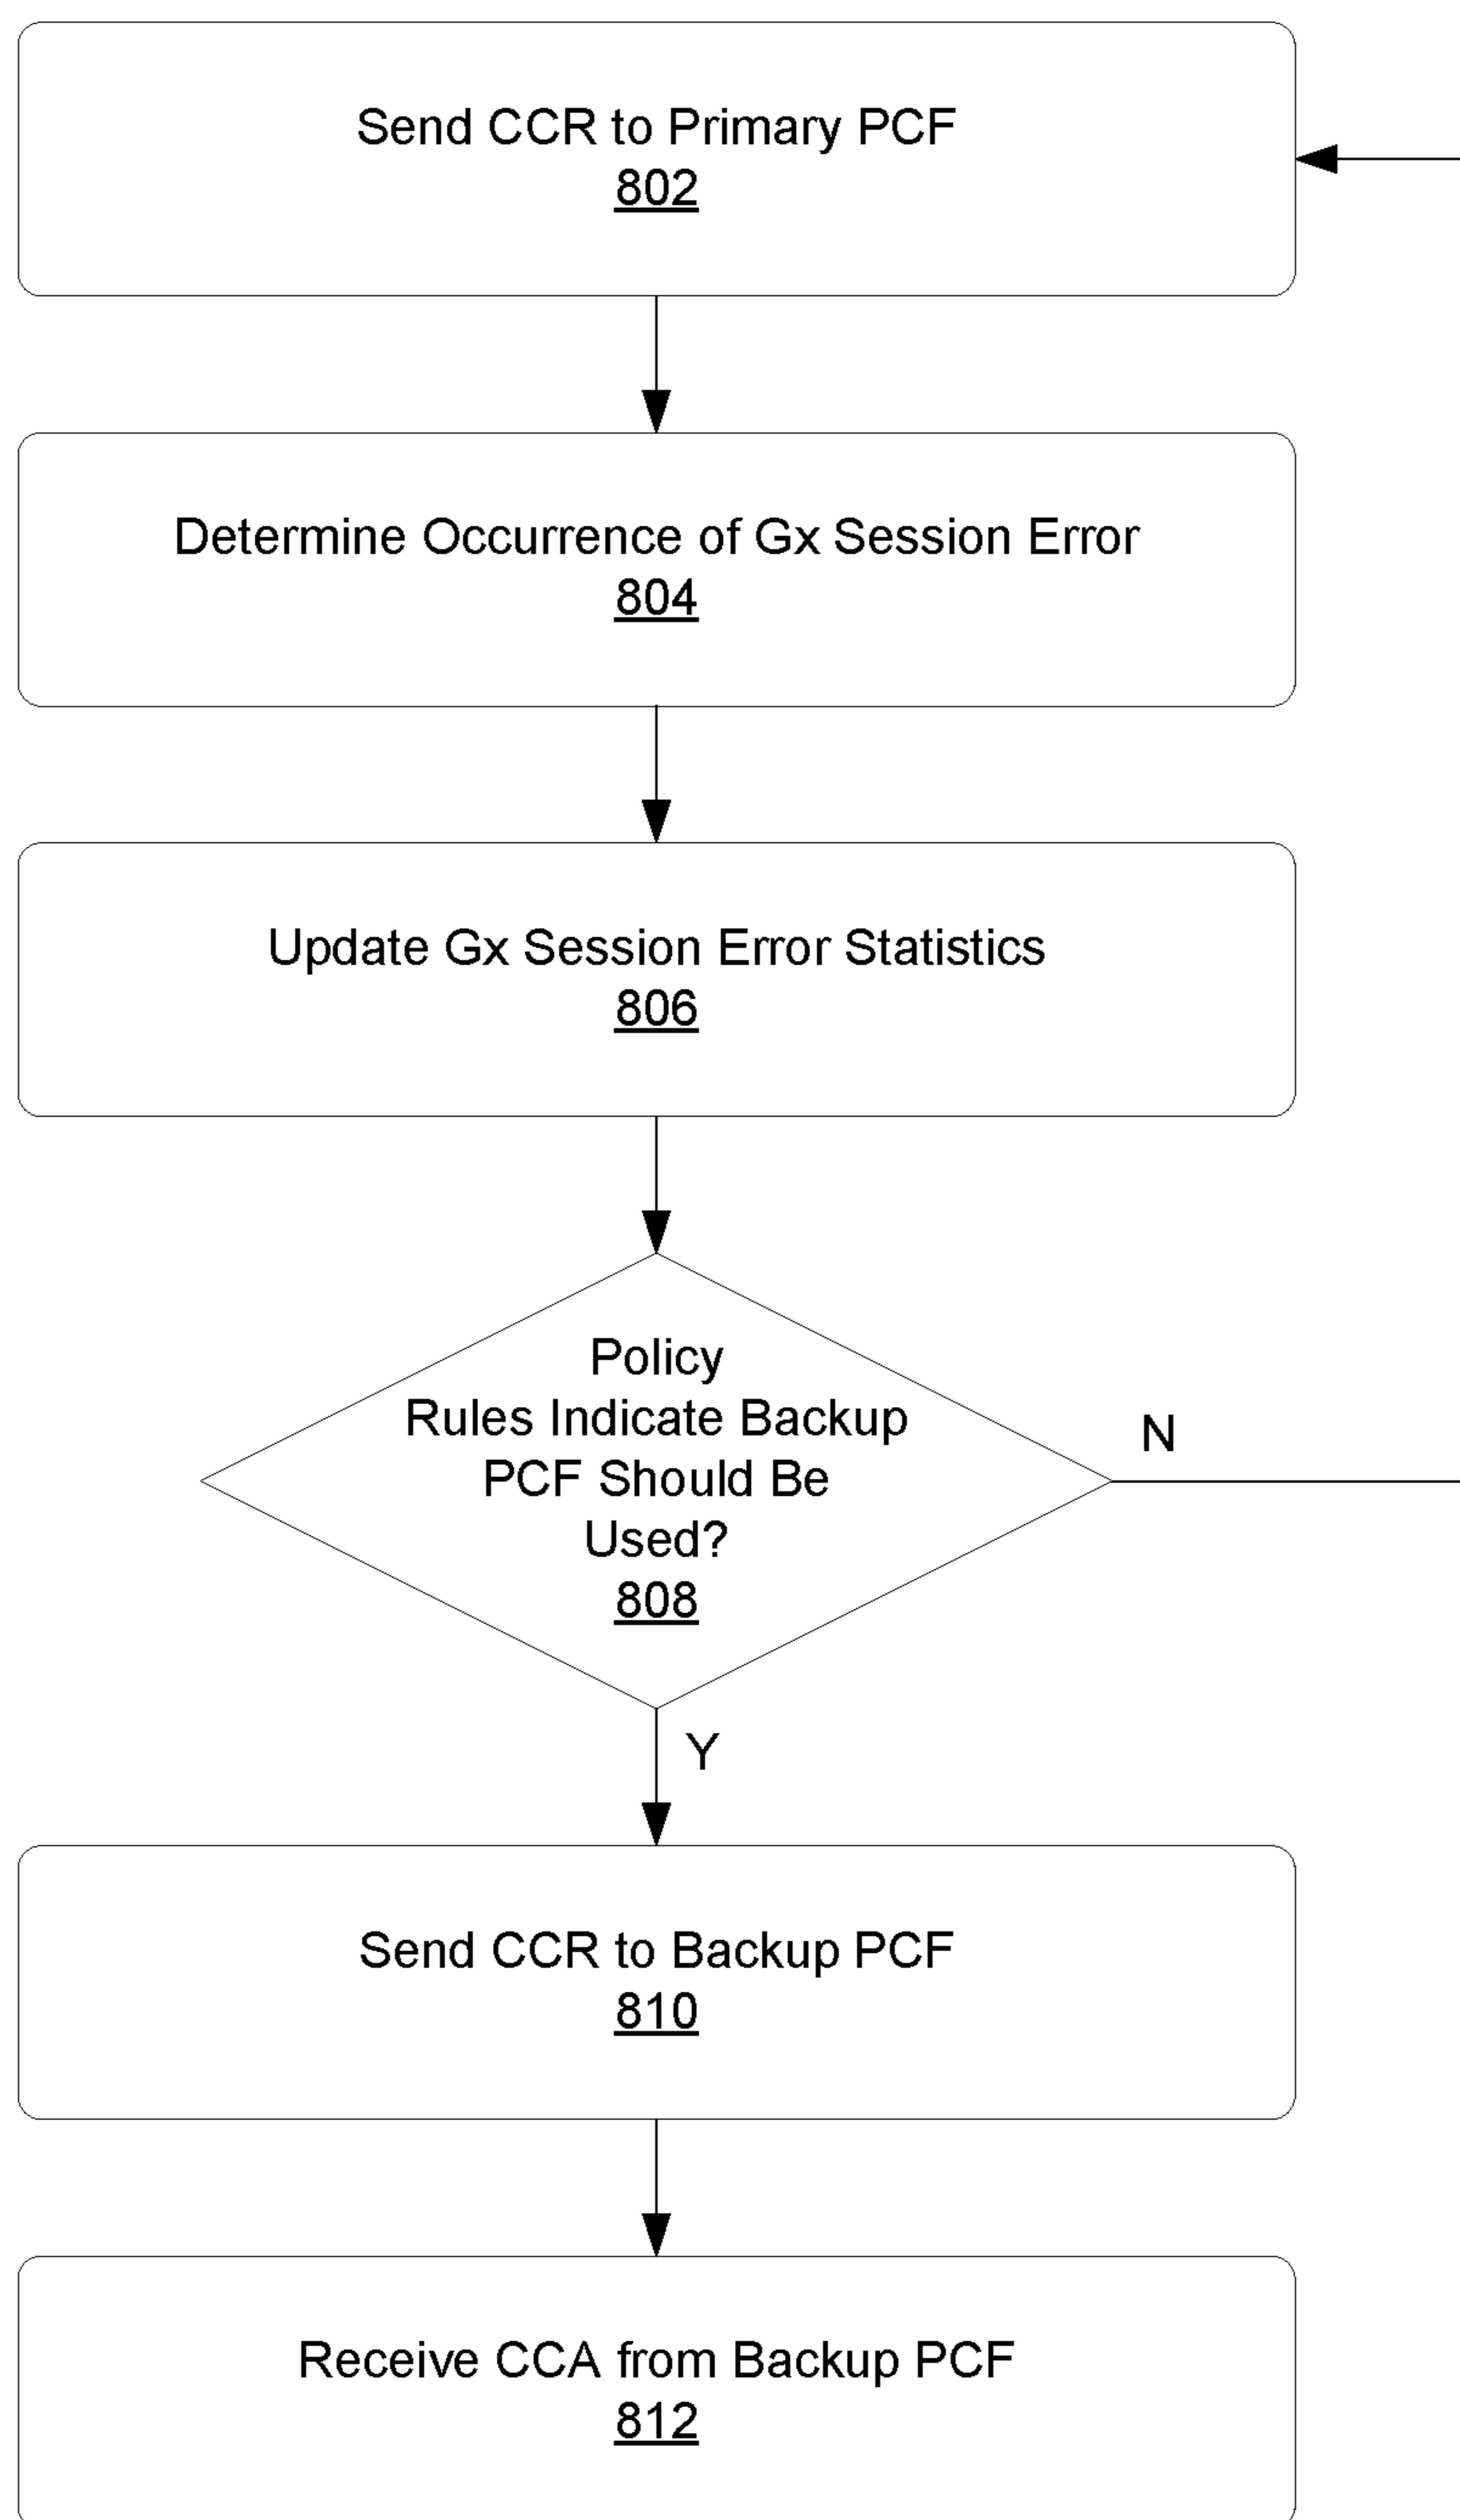 Send CCR to Primary PCF
802
Determine Occurrence of Gx Session Error
804
Update Gx Session Error Statistics
806
Policy
Rules Indicate Backup
PCF Should Be
Used?
808
N
Y
Send CCR to Backup PCF
810
Receive CCA from Backup PCF
812